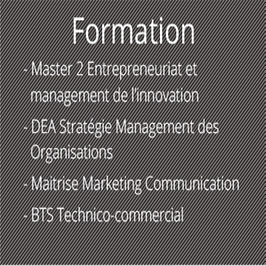 Formation
- Master 2 Entrepreneuriat et
management de l'innovation
- DEA Stratégie Management des
Organisations
- Maitrise Marketing Communication
- BTS Technico-commercial